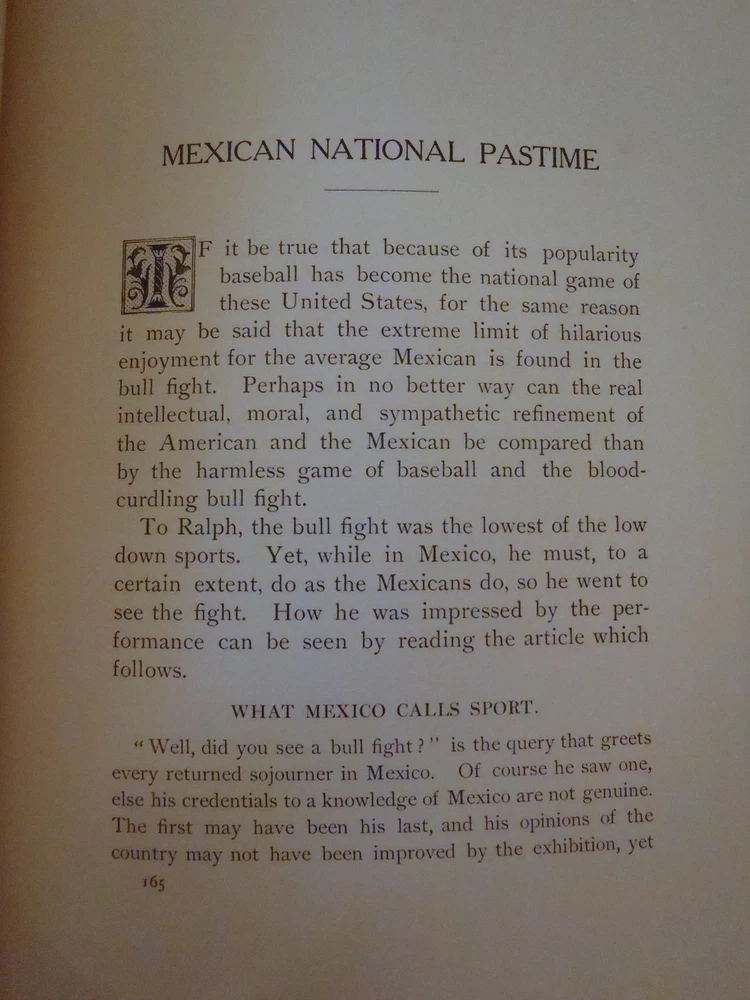 MEXICAN NATIONAL PASTIME
IF it be true that because of its popularity
baseball has become the national game of
these United States, for the same reason
it may be said that the extreme limit of hilarious
enjoyment for the average Mexican is found in the
bull fight. Perhaps in no better way can the real
intellectual, moral, and sympathetic refinement of
the American and the Mexican be compared than
by the harmless game of baseball and the blood-
curdling bull fight.
To Ralph, the bull fight was the lowest of the low
down sports. Yet, while in Mexico, he must, to a
certain extent, do as the Mexicans do, so he went to
see the fight. How he was impressed by the per-
formance can be seen by reading the article which
follows.
WHAT MEXICO CALLS SPORT.
“Well, did you see a bull fight?” is the query that greets
every returned sojourner in Mexico. Of course he saw one,
else his credentials to a knowledge of Mexico are not genuine.
The first may have been his last, and his opinions of the
country may not have been improved by the exhibition, yet
165